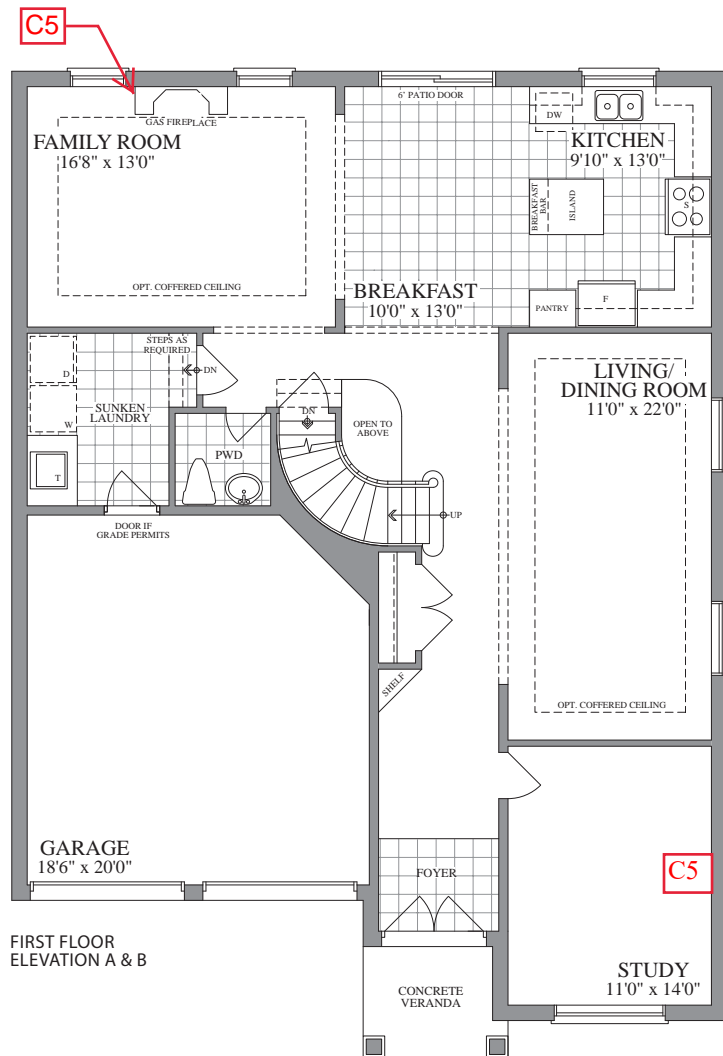 C5
6' PATIO DOOR
GAS FIREPLACE
FAMILY ROOM
16'8" x 13'0"
OPT. COFFERED CEILING
DW
KITCHEN
9'10" x 13'0"
BREAKFAST
BAR
ISLAND
S
BREAKFAST
10'0" x 13'0"
PANTRY
F
STEPS AS
REQUIRED
DN
D
W
T
SUNKEN
LAUNDRY
PWD
DN
OPEN TO
ABOVE
UP
LIVING/
DINING ROOM
11'0" x 22'0"
OPT. COFFERED CEILING
DOOR IF
GRADE PERMITS
SHELF
GARAGE
18'6" x 20'0"
FOYER
C5
STUDY
11'0" x 14'0"
CONCRETE
VERANDA
FIRST FLOOR
ELEVATION A & B